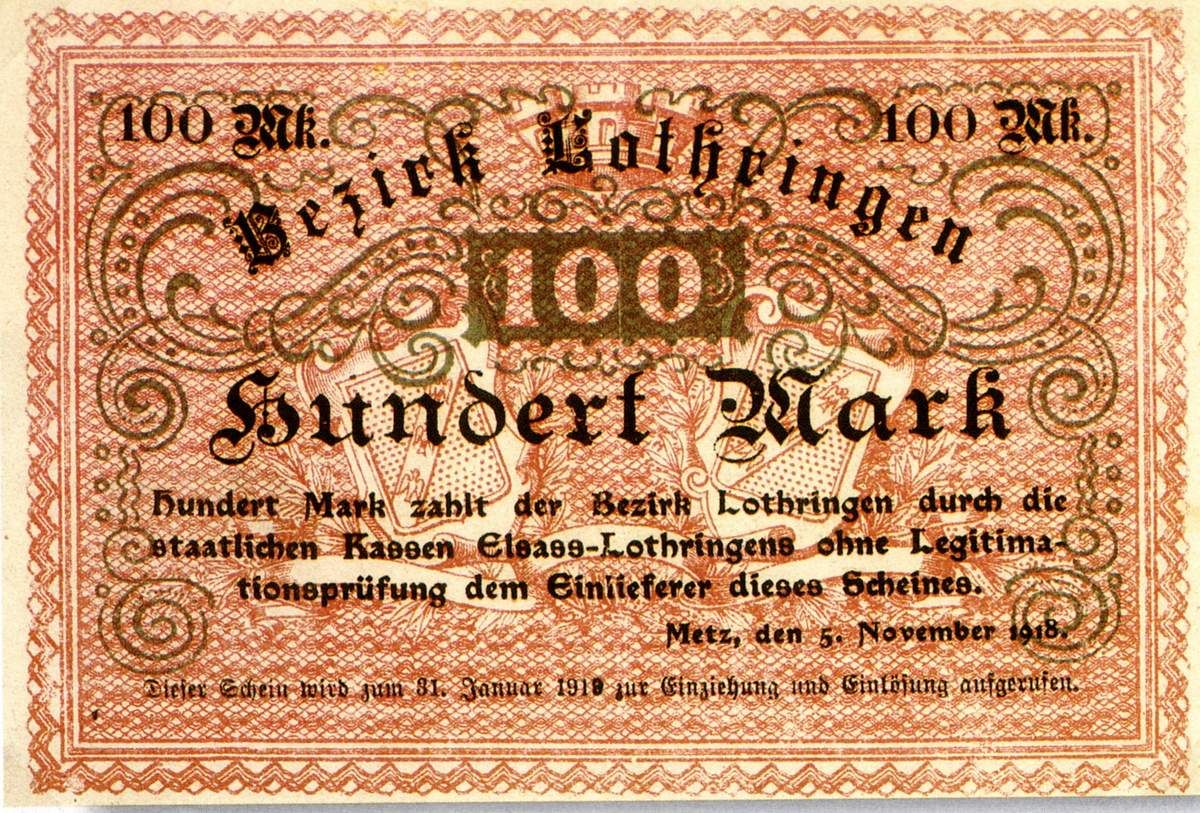 100 Mk. 100 Mk.
Bezirk Lothringen
100
Hundert Mark
Hundert Mark zahlt der Bezirk Lothringen durch die
staatlichen Kassen Elsass-Lothringens ohne Legitima-
tionsprüfung dem Einlieferer dieses Scheines.
Metz, den 5. November 1918.
Dieser Schein wird zum 31. Januar 1919 zur Einziehung und Einlösung aufgerufen.